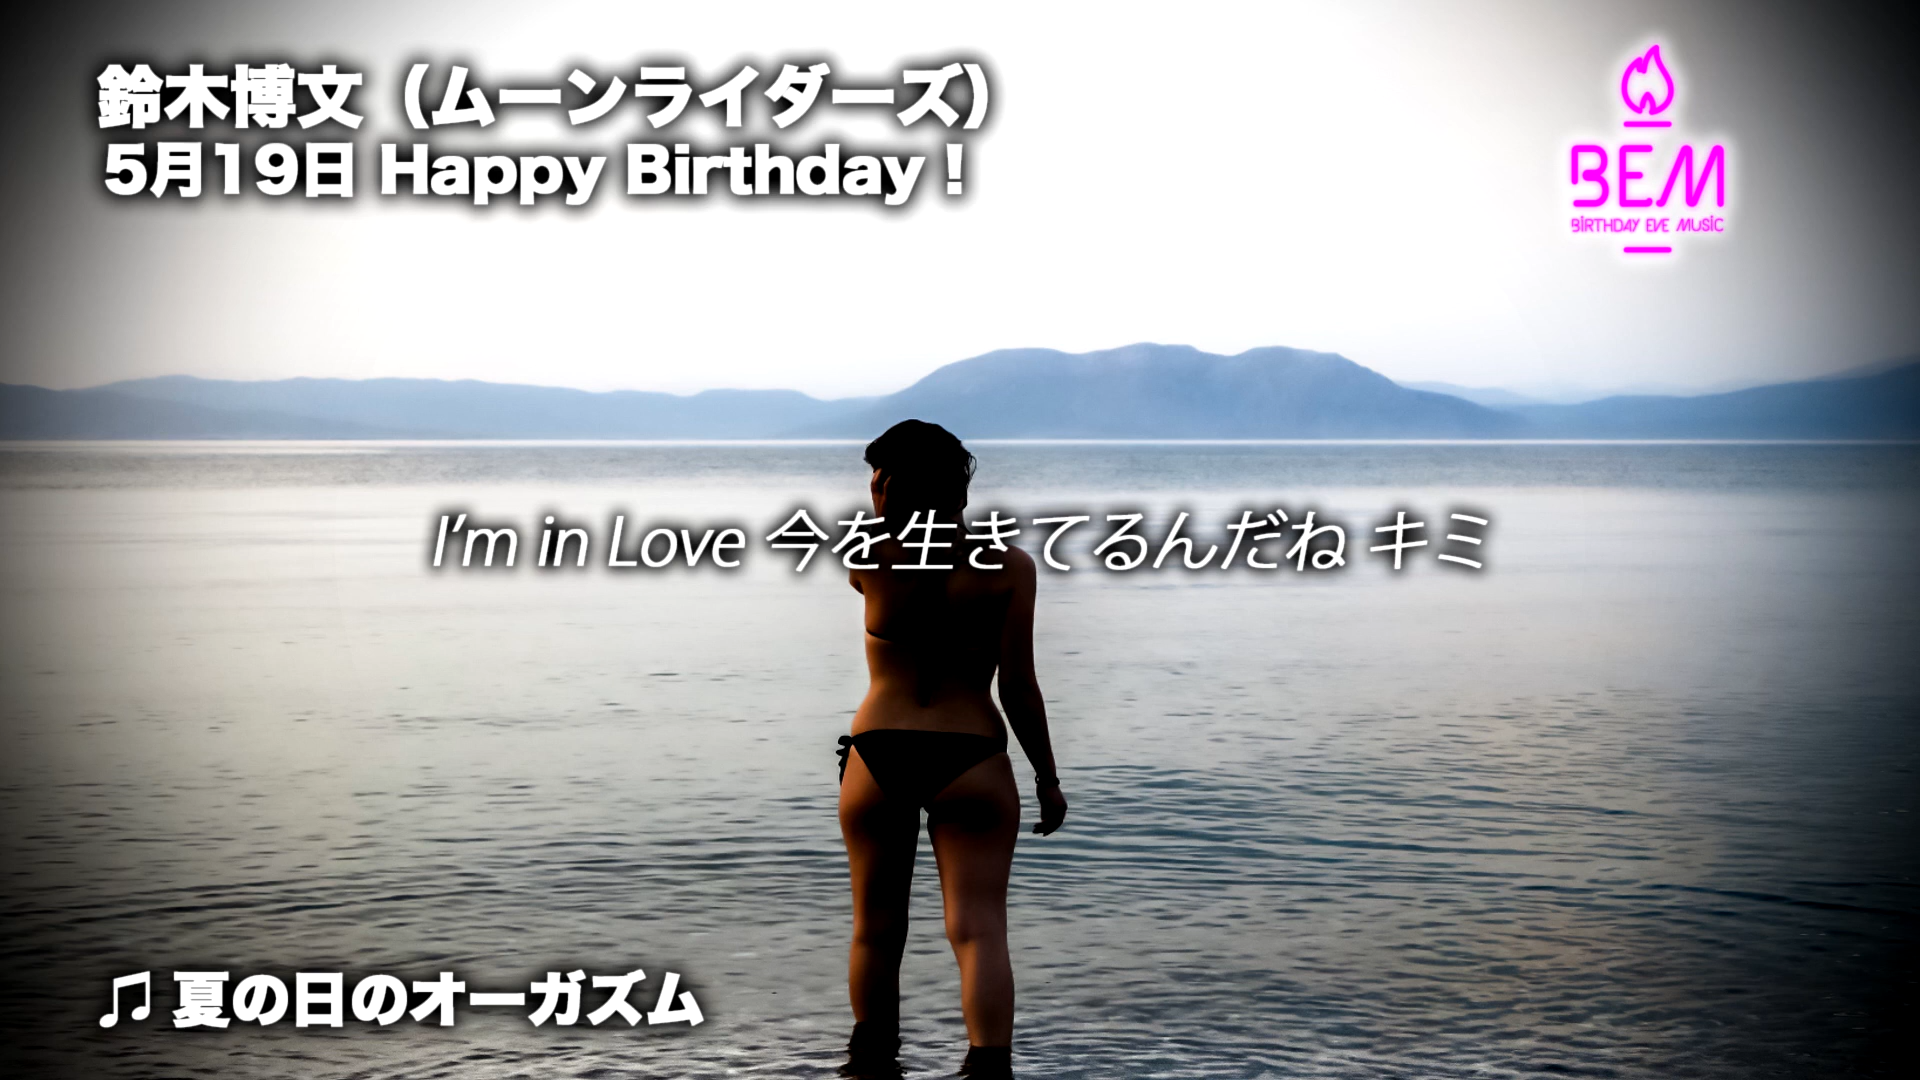 鈴木博文（ムーンライダーズ）
5月19日 Happy Birthday！
BEM
BIRTHDAY EVE MUSIC
I'm in Love 今を生きてるんだね キミ
♫ 夏の日のオーガズム